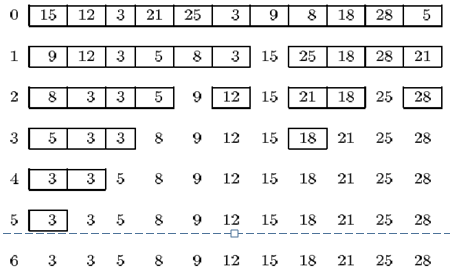 0 15 12 3 21 25 3 9 8 18 28 5
1 9 12 3 5 8 3 15 25 18 28 21
2 8 3 3 5 9 12 15 21 18 25 28
3 5 3 3 8 9 12 15 18 21 25 28
4 3 3 5 8 9 12 15 18 21 25 28
5 3 3 5 8 9 12 15 18 21 25 28
6 3 3 5 8 9 12 15 18 21 25 28